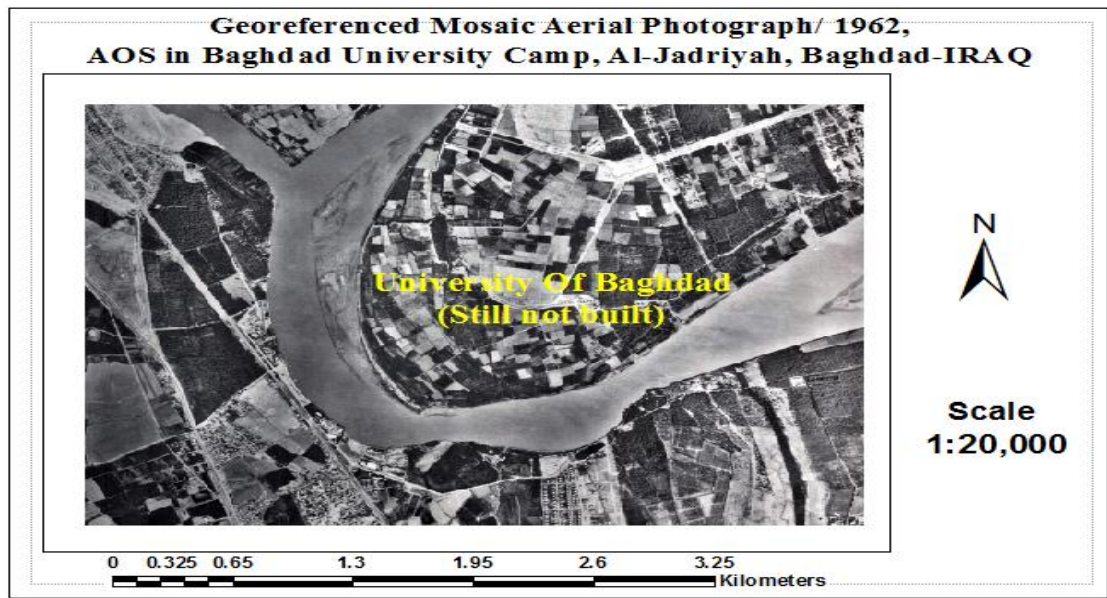 Georeferenced Mosaic Aerial Photograph/ 1962,
AOS in Baghdad University Camp, Al-Jadriyah, Baghdad-IRAQ
University Of Baghdad
(Still not built)
N
Scale
1:20,000
0 0.325 0.65 1.3 1.95 2.6 3.25
Kilometers